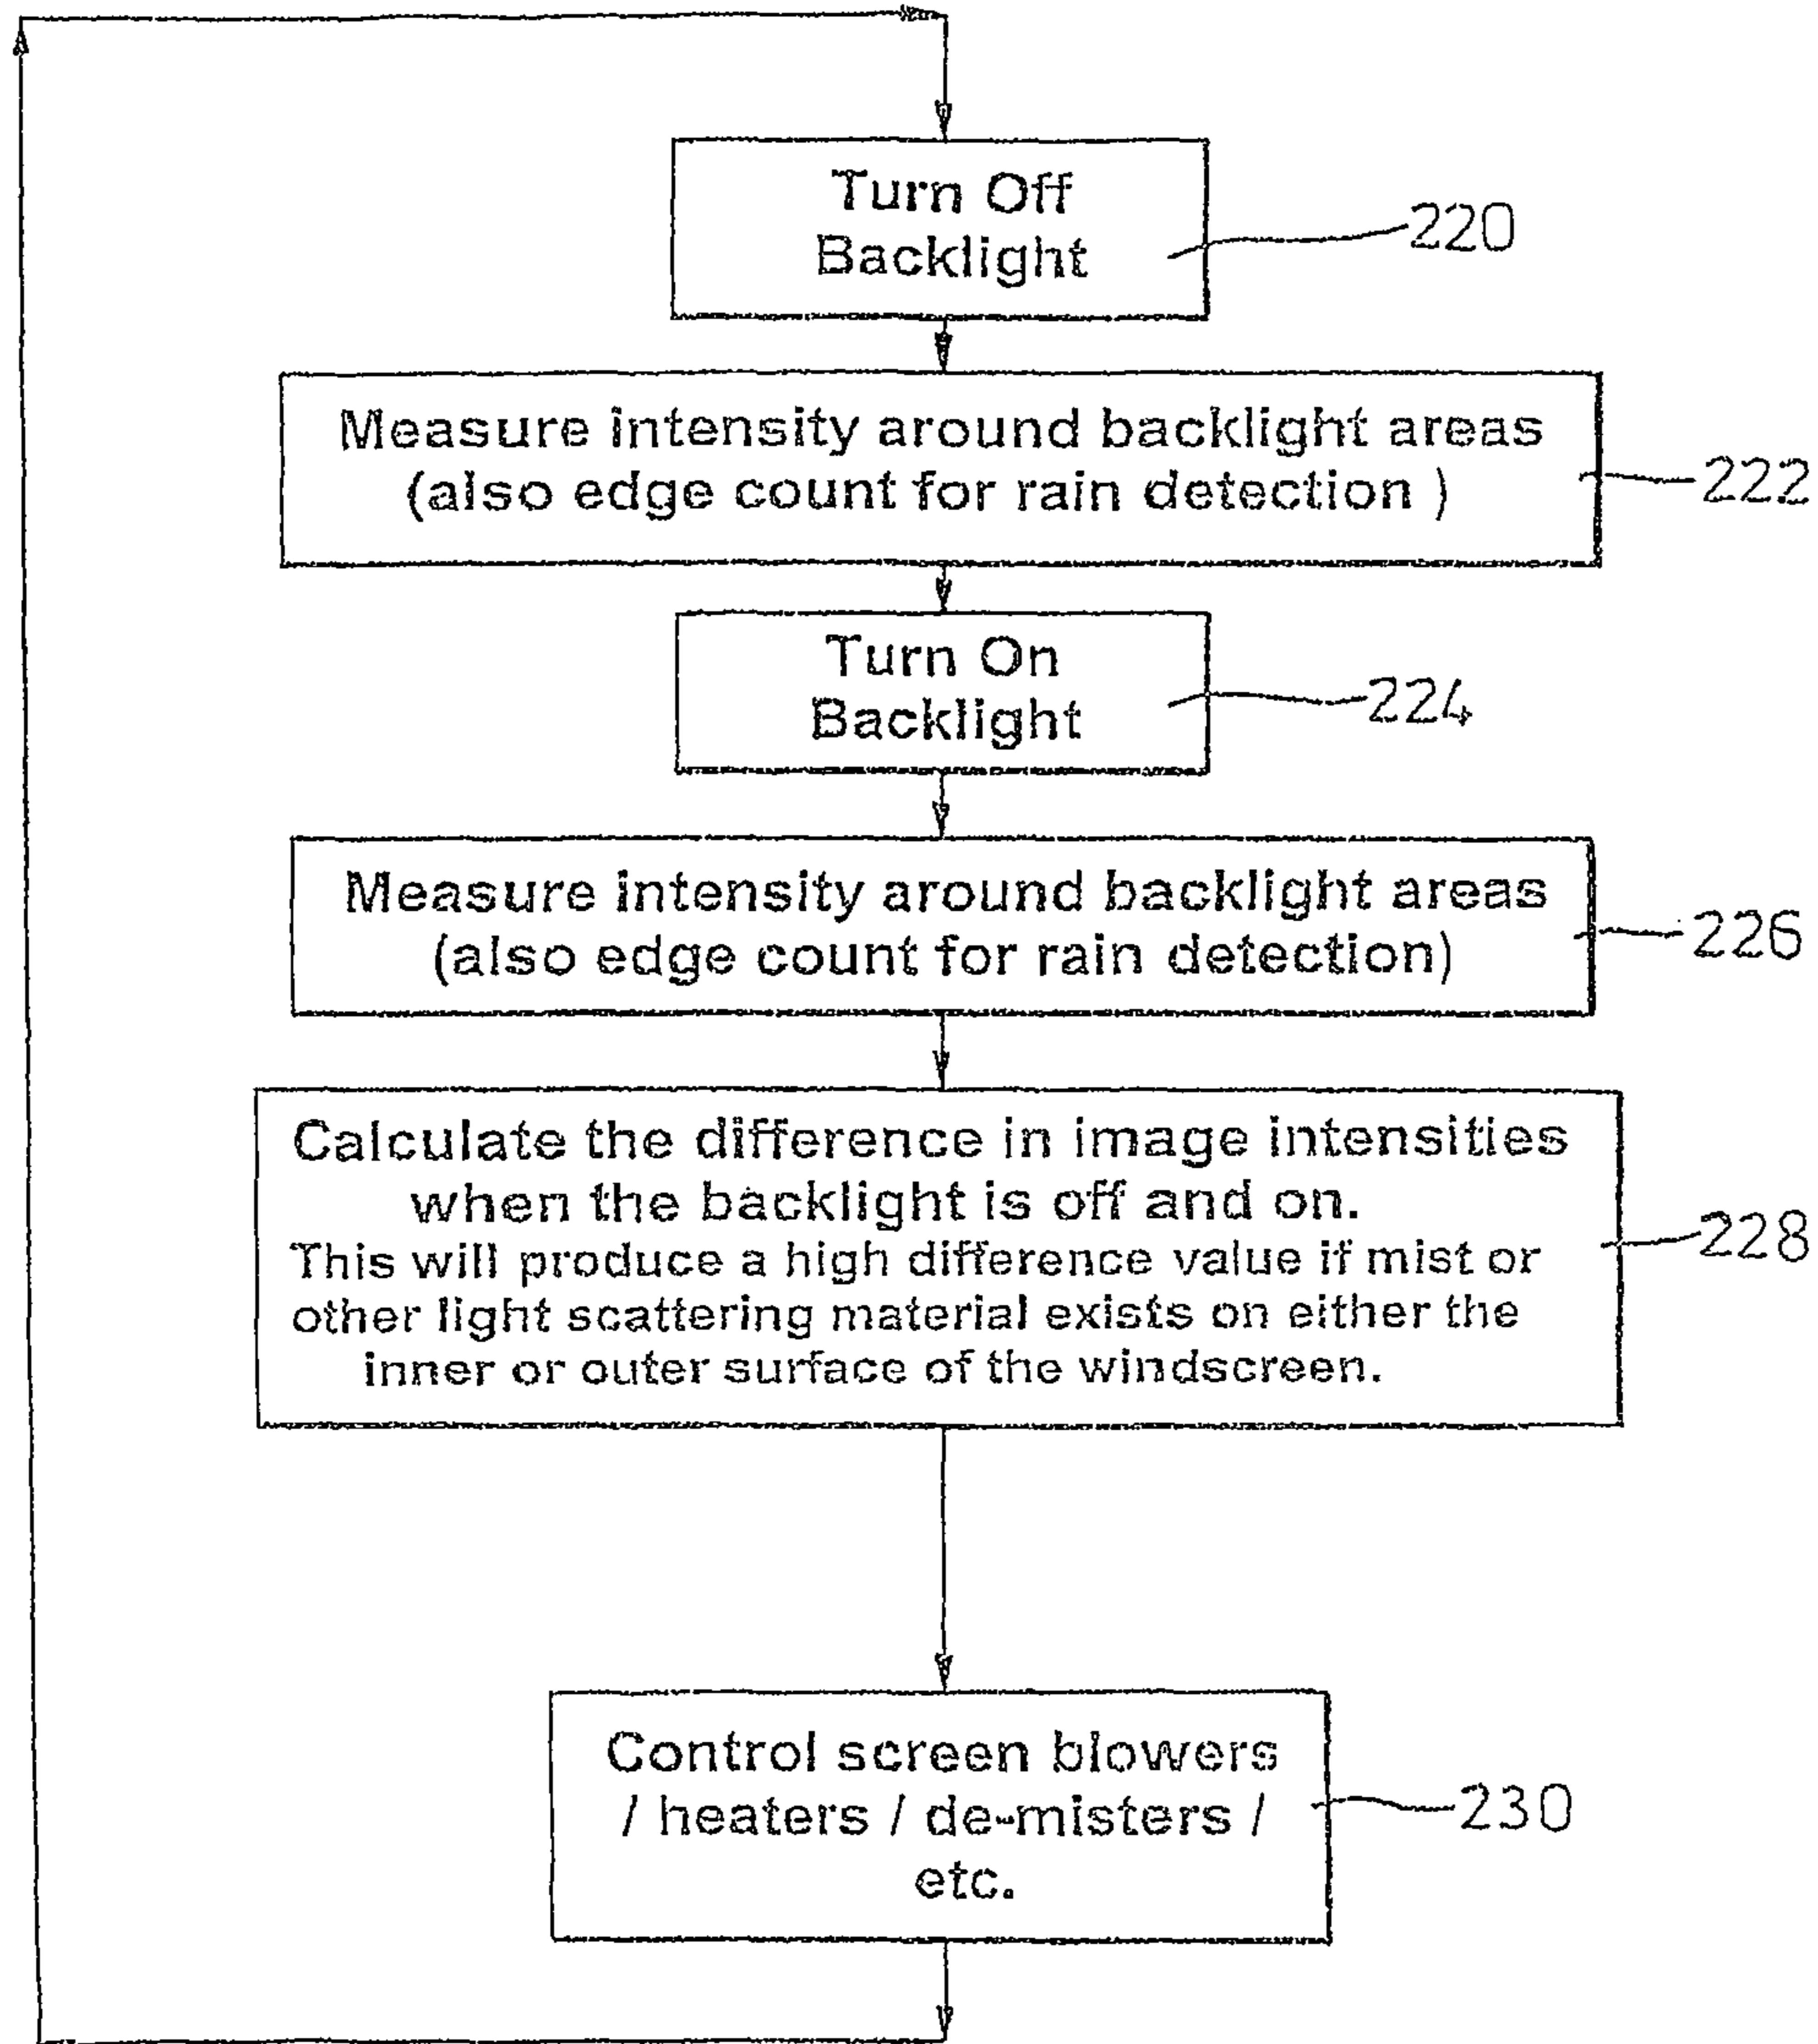 Turn Off
Backlight
220
Measure intensity around backlight areas
(also edge count for rain detection )
222
Turn On
Backlight
224
Measure intensity around backlight areas
(also edge count for rain detection)
226
Calculate the difference in image intensities
when the backlight is off and on.
This will produce a high difference value if mist or
other light scattering material exists on either the
inner or outer surface of the windscreen.
228
Control screen blowers
/ heaters / de-misters /
etc.
230